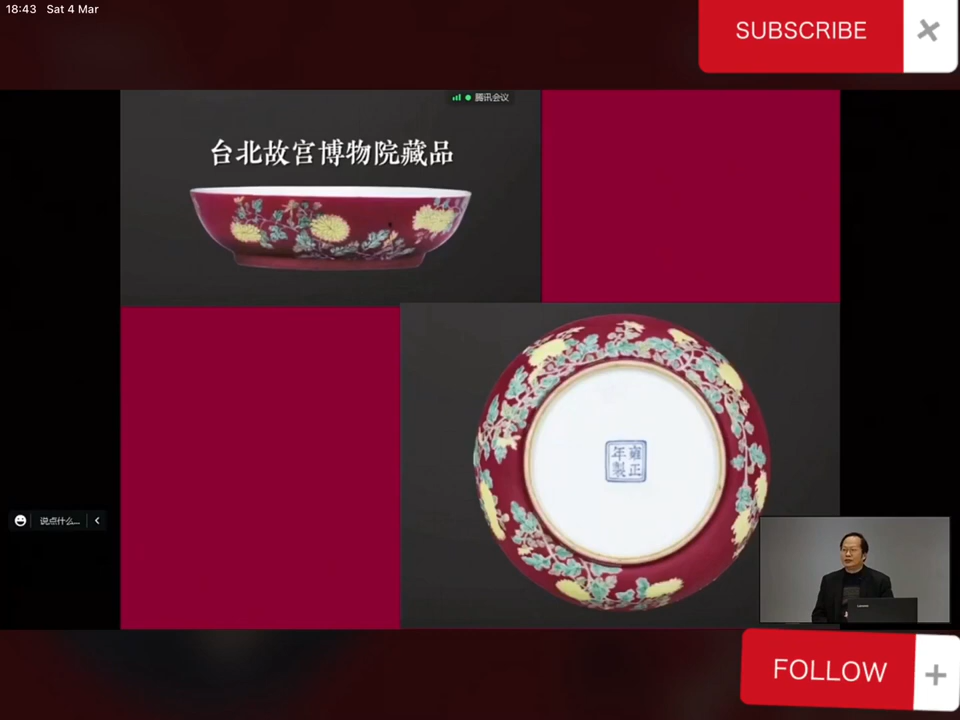 18:43 Sat 4 Mar
SUBSCRIBE
腾讯会议
台北故宫博物院藏品
雍正
年製
说点什么...
Lenovo
FOLLOW